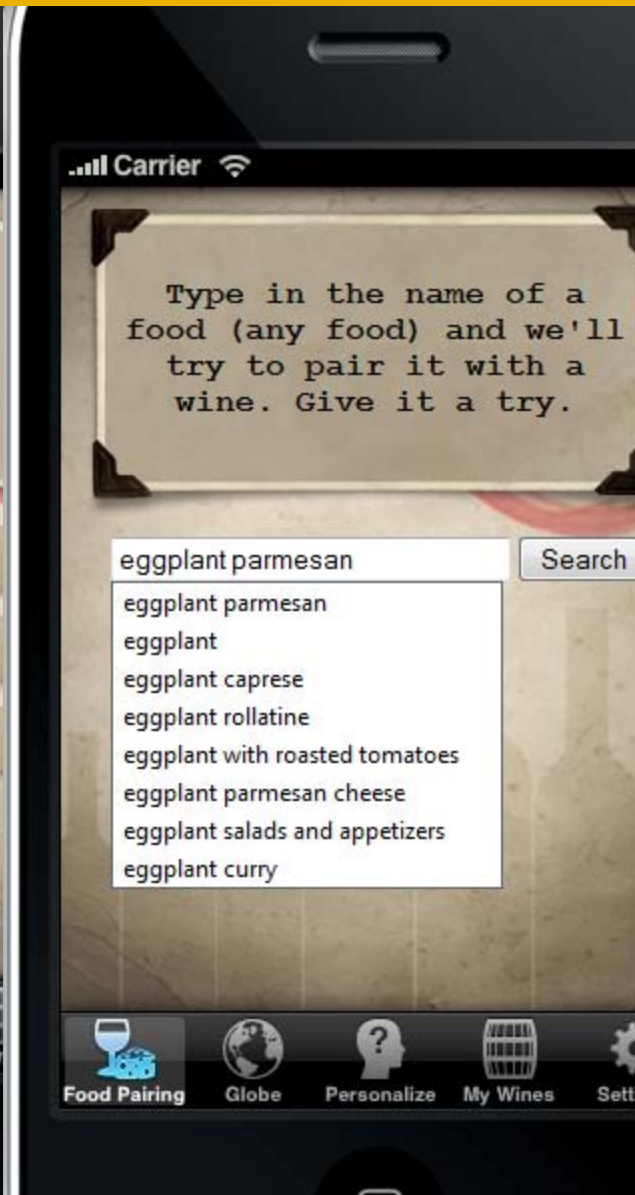 Carrier
Type in the name of a
food (any food) and we'll
try to pair it with a
wine. Give it a try.
eggplant parmesan Search
eggplant parmesan
eggplant
eggplant caprese
eggplant rollatine
eggplant with roasted tomatoes
eggplant parmesan cheese
eggplant salads and appetizers
eggplant curry
Food Pairing Globe Personalize My Wines Sett